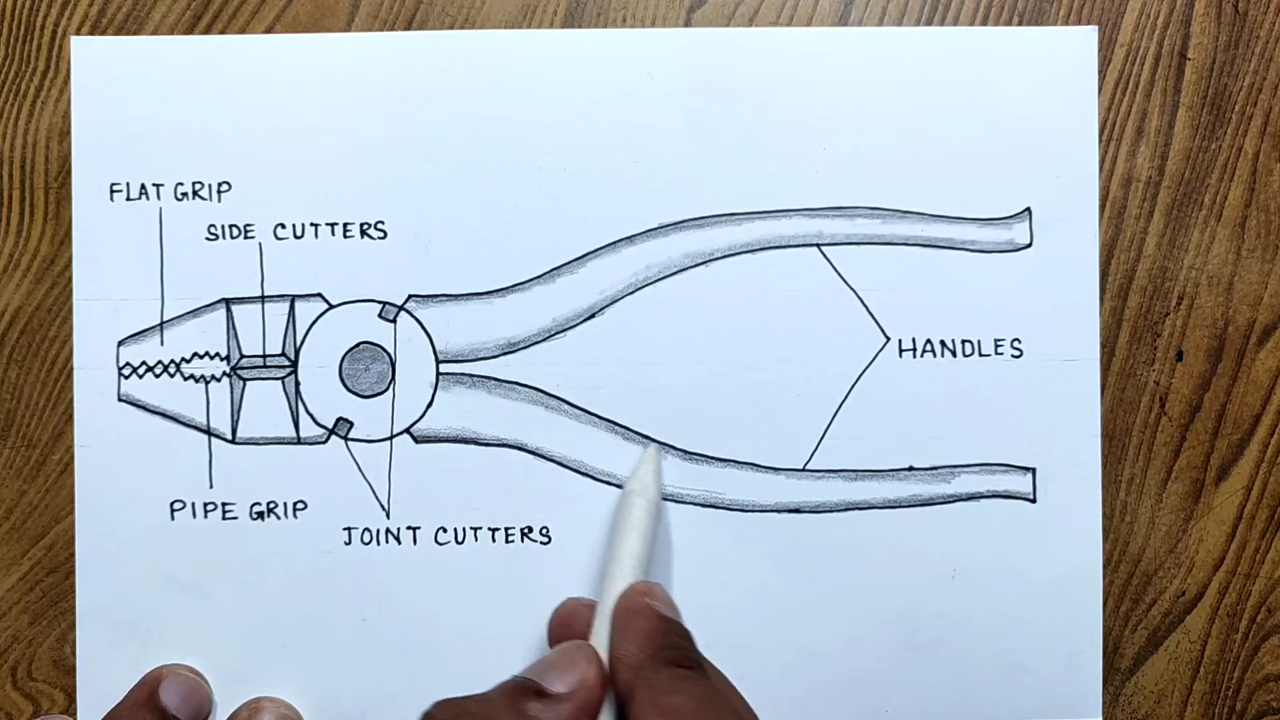 FLAT GRIP
SIDE CUTTERS
HANDLES
PIPE GRIP
JOINT CUTTERS